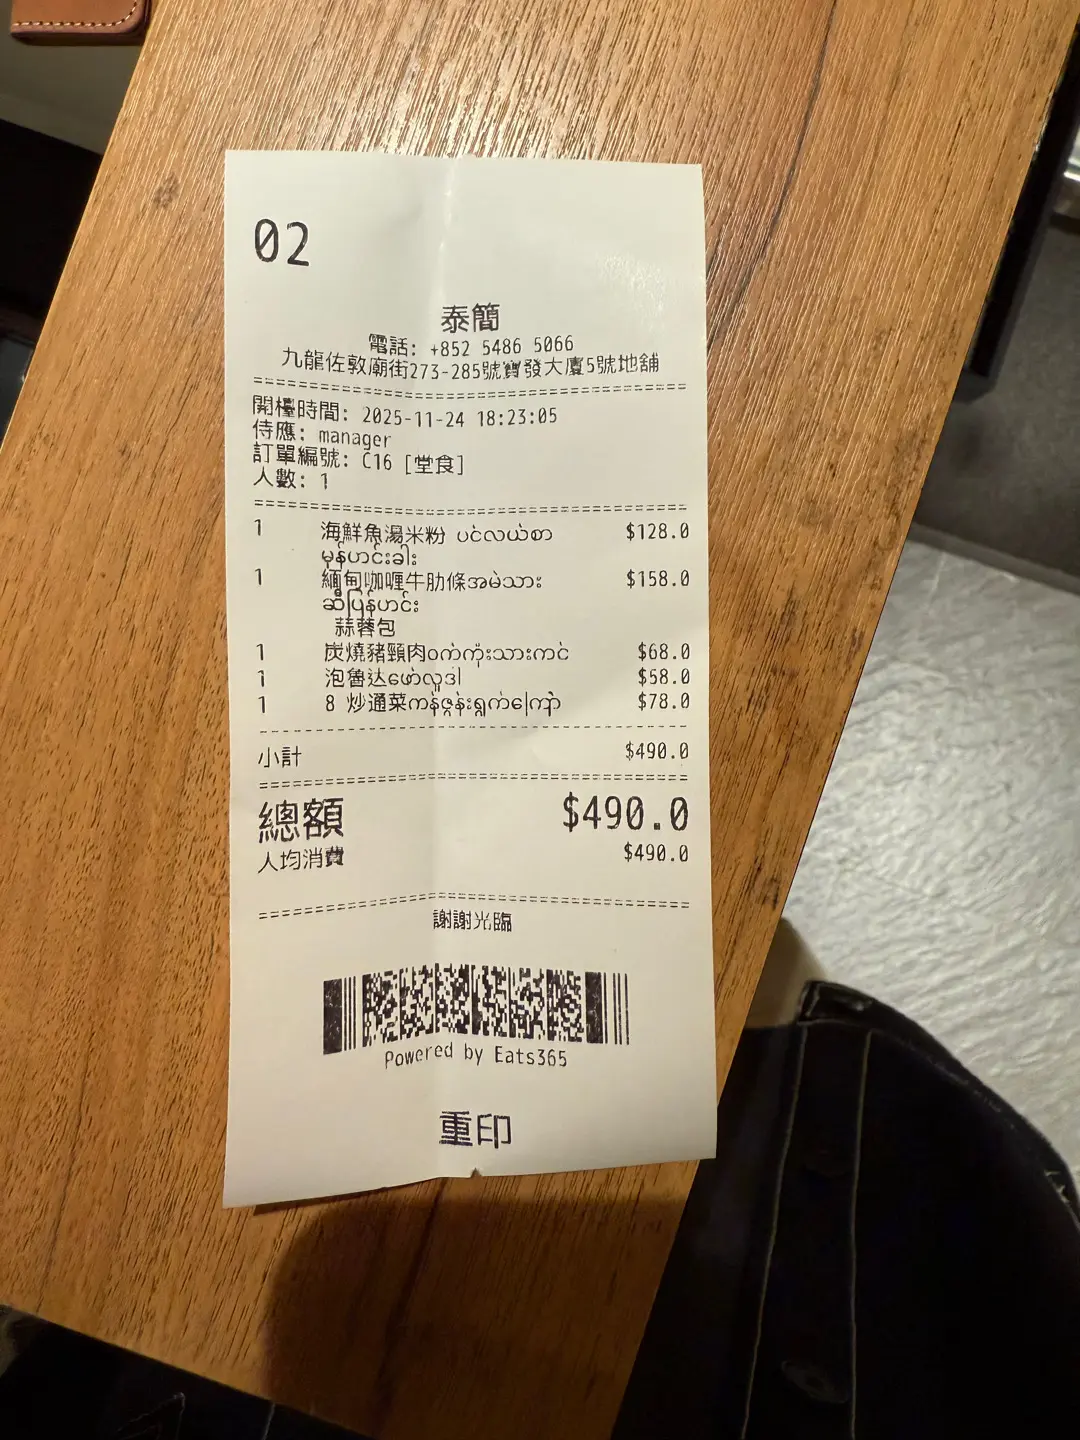 02
泰簡
電話: +852 5486 5066
九龍佐敦廟街273-285號寶發大廈5號地舖
開檯時間: 2025-11-24 18:23:05
侍應: manager
訂單編號: C16 [堂食]
人數: 1
1 海鮮魚湯米粉 ပင်လယ်စာ $128.0
မုန့်ဟင်းခါး
1 緬甸咖喱牛肋條အမဲသား $158.0
ဆီပြန်ဟင်း
蒜蓉包
1 炭燒豬頸肉ဝက်ကုံးသားကင် $68.0
1 泡魯达ဖော်လူဒါ $58.0
1 8 炒通菜ကန်ဇွန်းရွက်ကြော် $78.0
小計 $490.0
總額 $490.0
人均消費 $490.0
謝謝光臨
Powered by Eats365
重印